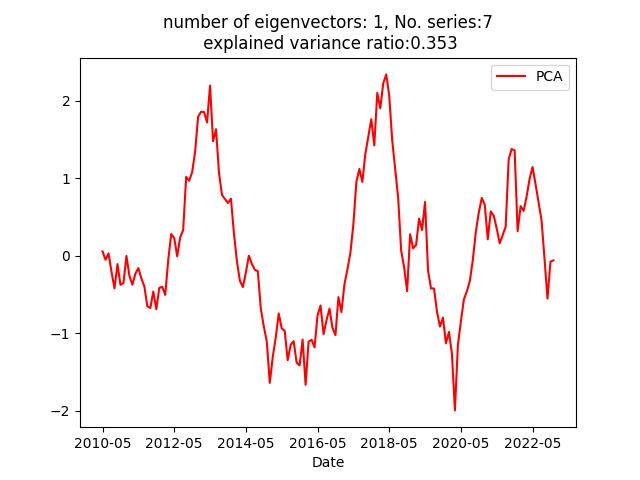 number of eigenvectors: 1, No. series:7
explained variance ratio:0.353
PCA
2
1
0
−1
−2
2010-05 2012-05 2014-05 2016-05 2018-05 2020-05 2022-05
Date